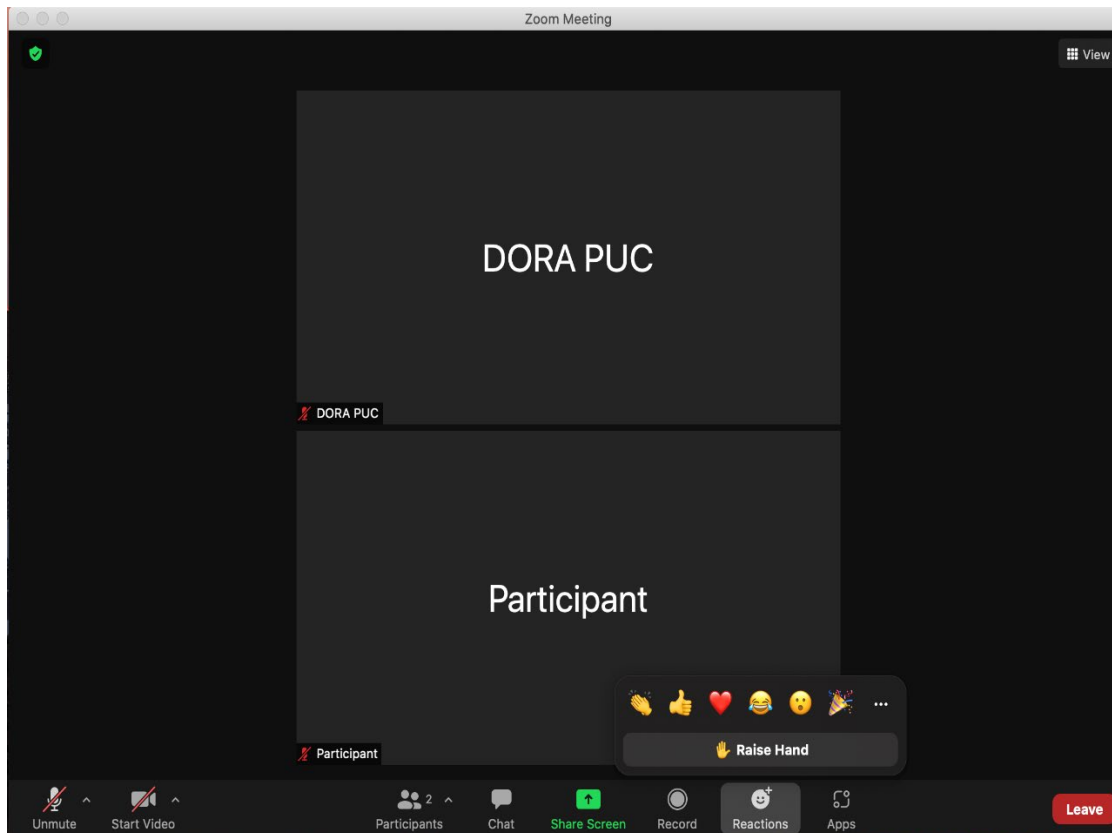 Zoom Meeting
View
DORA PUC
DORA PUC
Participant
Participant
✋ Raise Hand
Unmute
Start Video
2
Participants
Chat
Share Screen
Record
Reactions
Apps
Leave